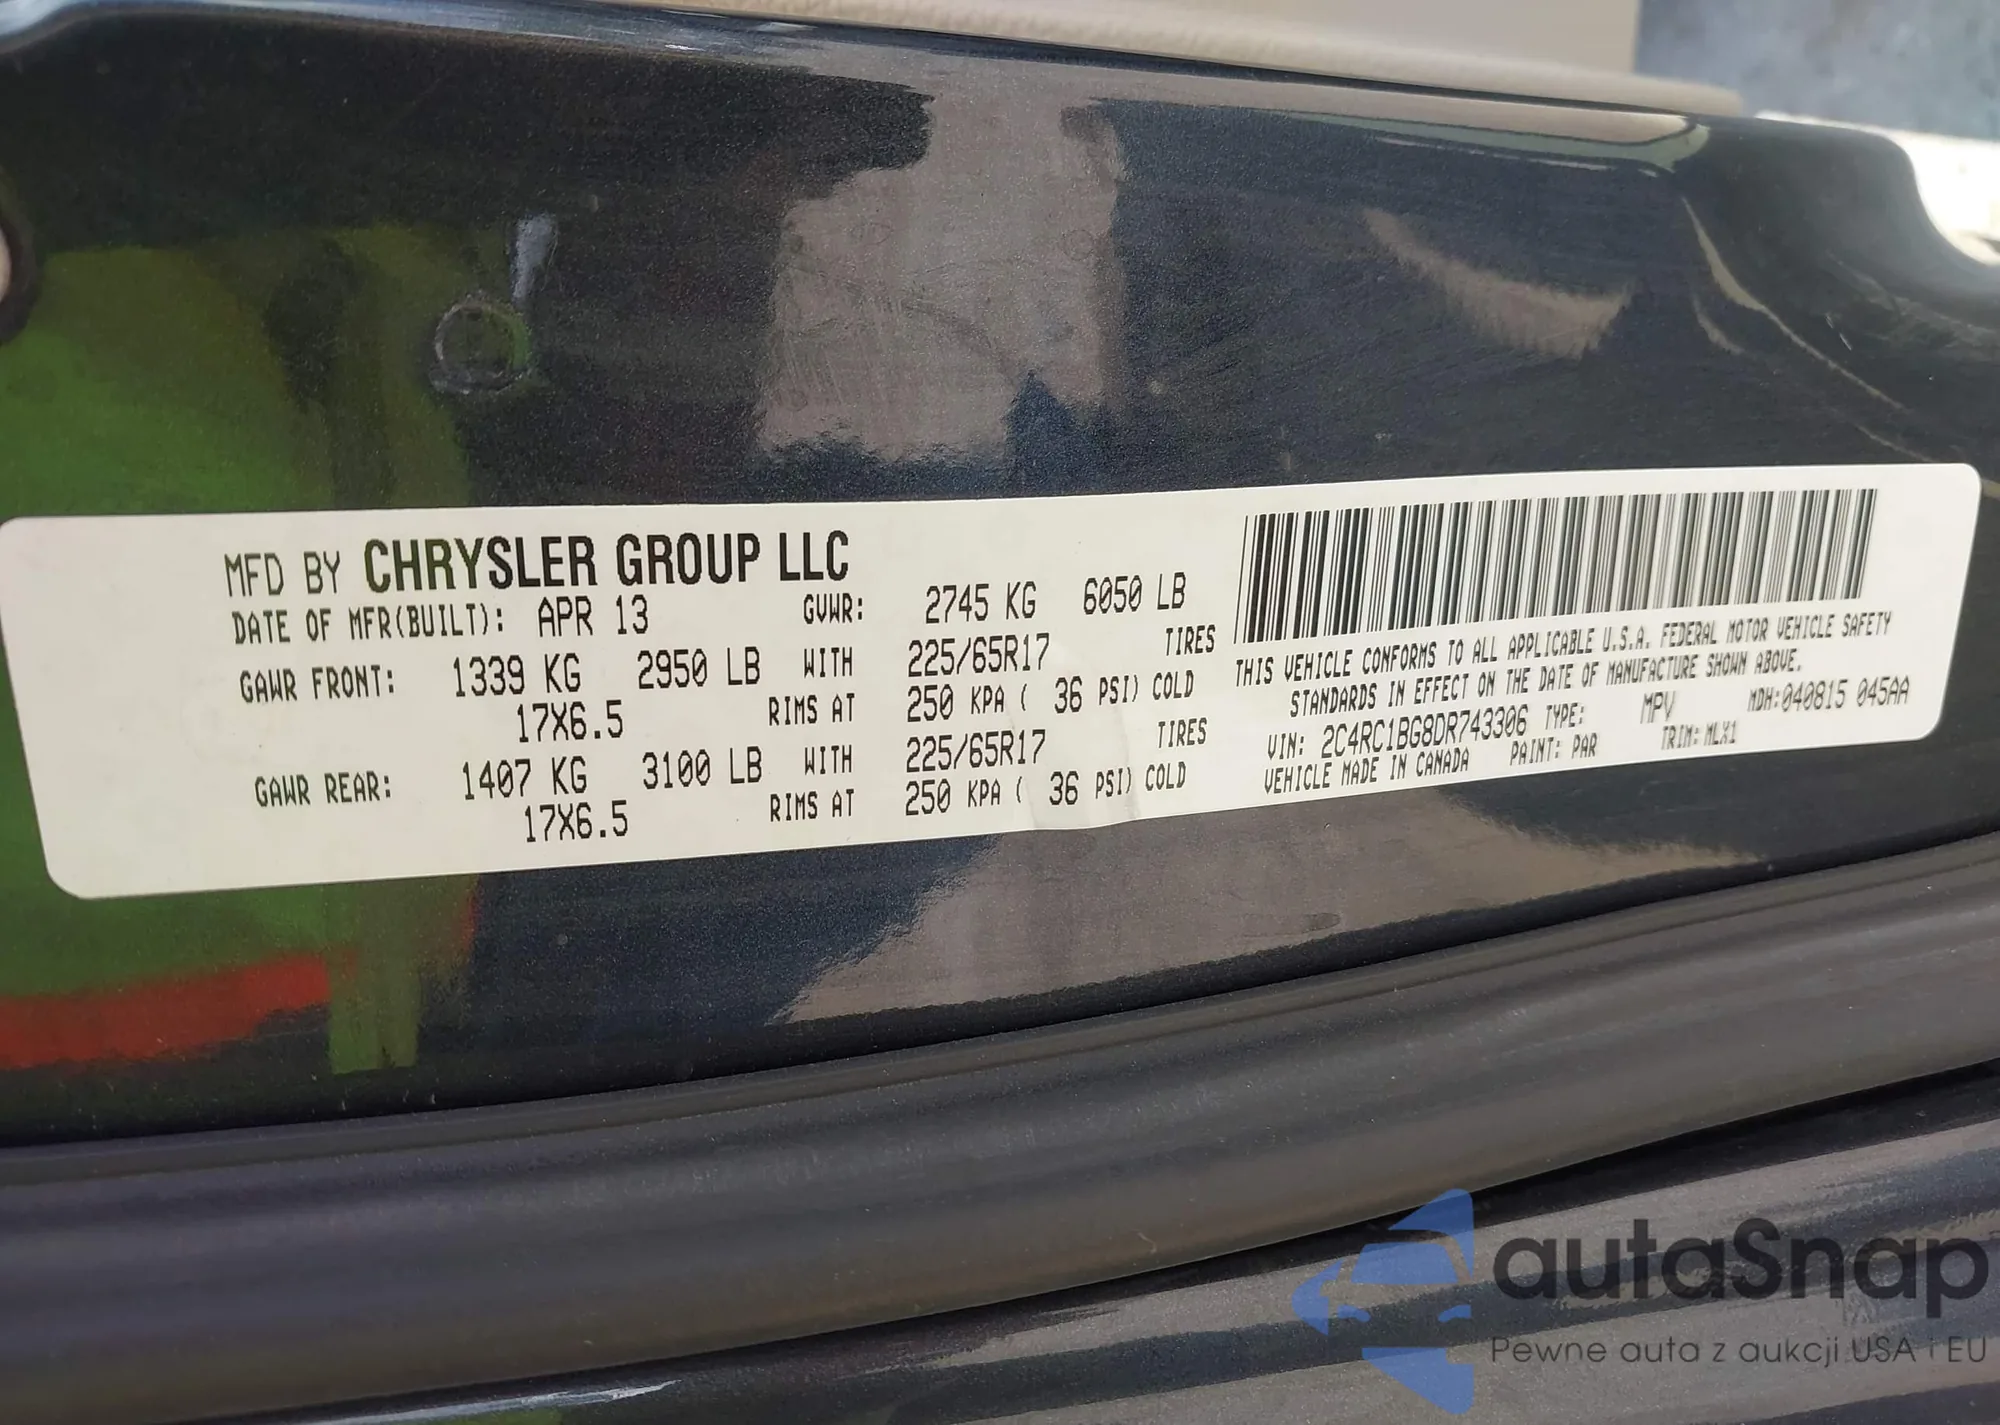 MFD BY CHRYSLER GROUP LLC
DATE OF MFR(BUILT): APR 13 GVWR: 2745 KG 6050 LB
GAWR FRONT: 1339 KG 2950 LB WITH 225/65R17 TIRES
17X6.5 RIMS AT 250 KPA ( 36 PSI) COLD
GAWR REAR: 1407 KG 3100 LB WITH 225/65R17 TIRES
17X6.5 RIMS AT 250 KPA ( 36 PSI) COLD
THIS VEHICLE CONFORMS TO ALL APPLICABLE U.S.A. FEDERAL MOTOR VEHICLE SAFETY
STANDARDS IN EFFECT ON THE DATE OF MANUFACTURE SHOWN ABOVE.
VIN: 2C4RC1BG8DR743306 TYPE: MPV MDH:040815 045AA
VEHICLE MADE IN CANADA PAINT: PAR TRIM: MLX1
autaSnap
Pewne auta z aukcji USA i EU